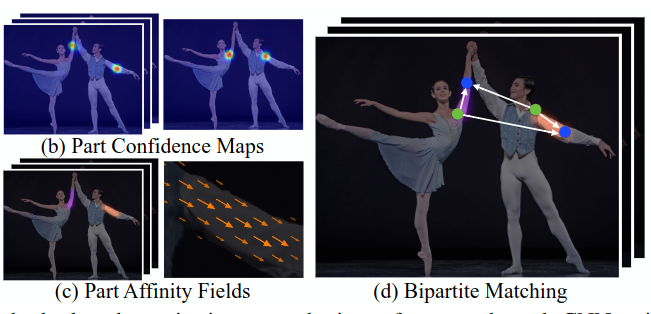 (b) Part Confidence Maps
(c) Part Affinity Fields
(d) Bipartite Matching